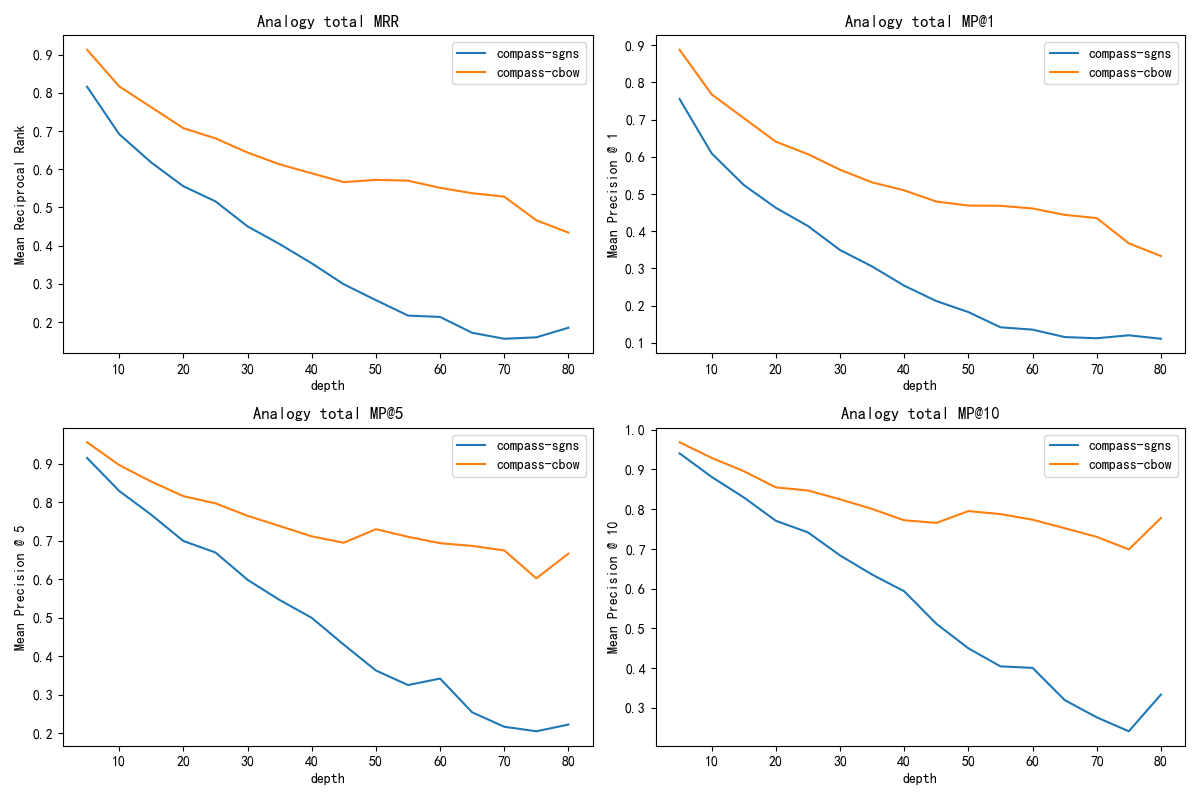 Analogy total MRR
Mean Reciprocal Rank
0.9
0.8
0.7
0.6
0.5
0.4
0.3
0.2
compass-sgns
compass-cbow
10 20 30 40 50 60 70 80
depth
Analogy total MP@1
Mean Precision @ 1
0.9
0.8
0.7
0.6
0.5
0.4
0.3
0.2
0.1
compass-sgns
compass-cbow
10 20 30 40 50 60 70 80
depth
Analogy total MP@5
Mean Precision @ 5
0.9
0.8
0.7
0.6
0.5
0.4
0.3
0.2
compass-sgns
compass-cbow
10 20 30 40 50 60 70 80
depth
Analogy total MP@10
Mean Precision @ 10
1.0
0.9
0.8
0.7
0.6
0.5
0.4
0.3
compass-sgns
compass-cbow
10 20 30 40 50 60 70 80
depth